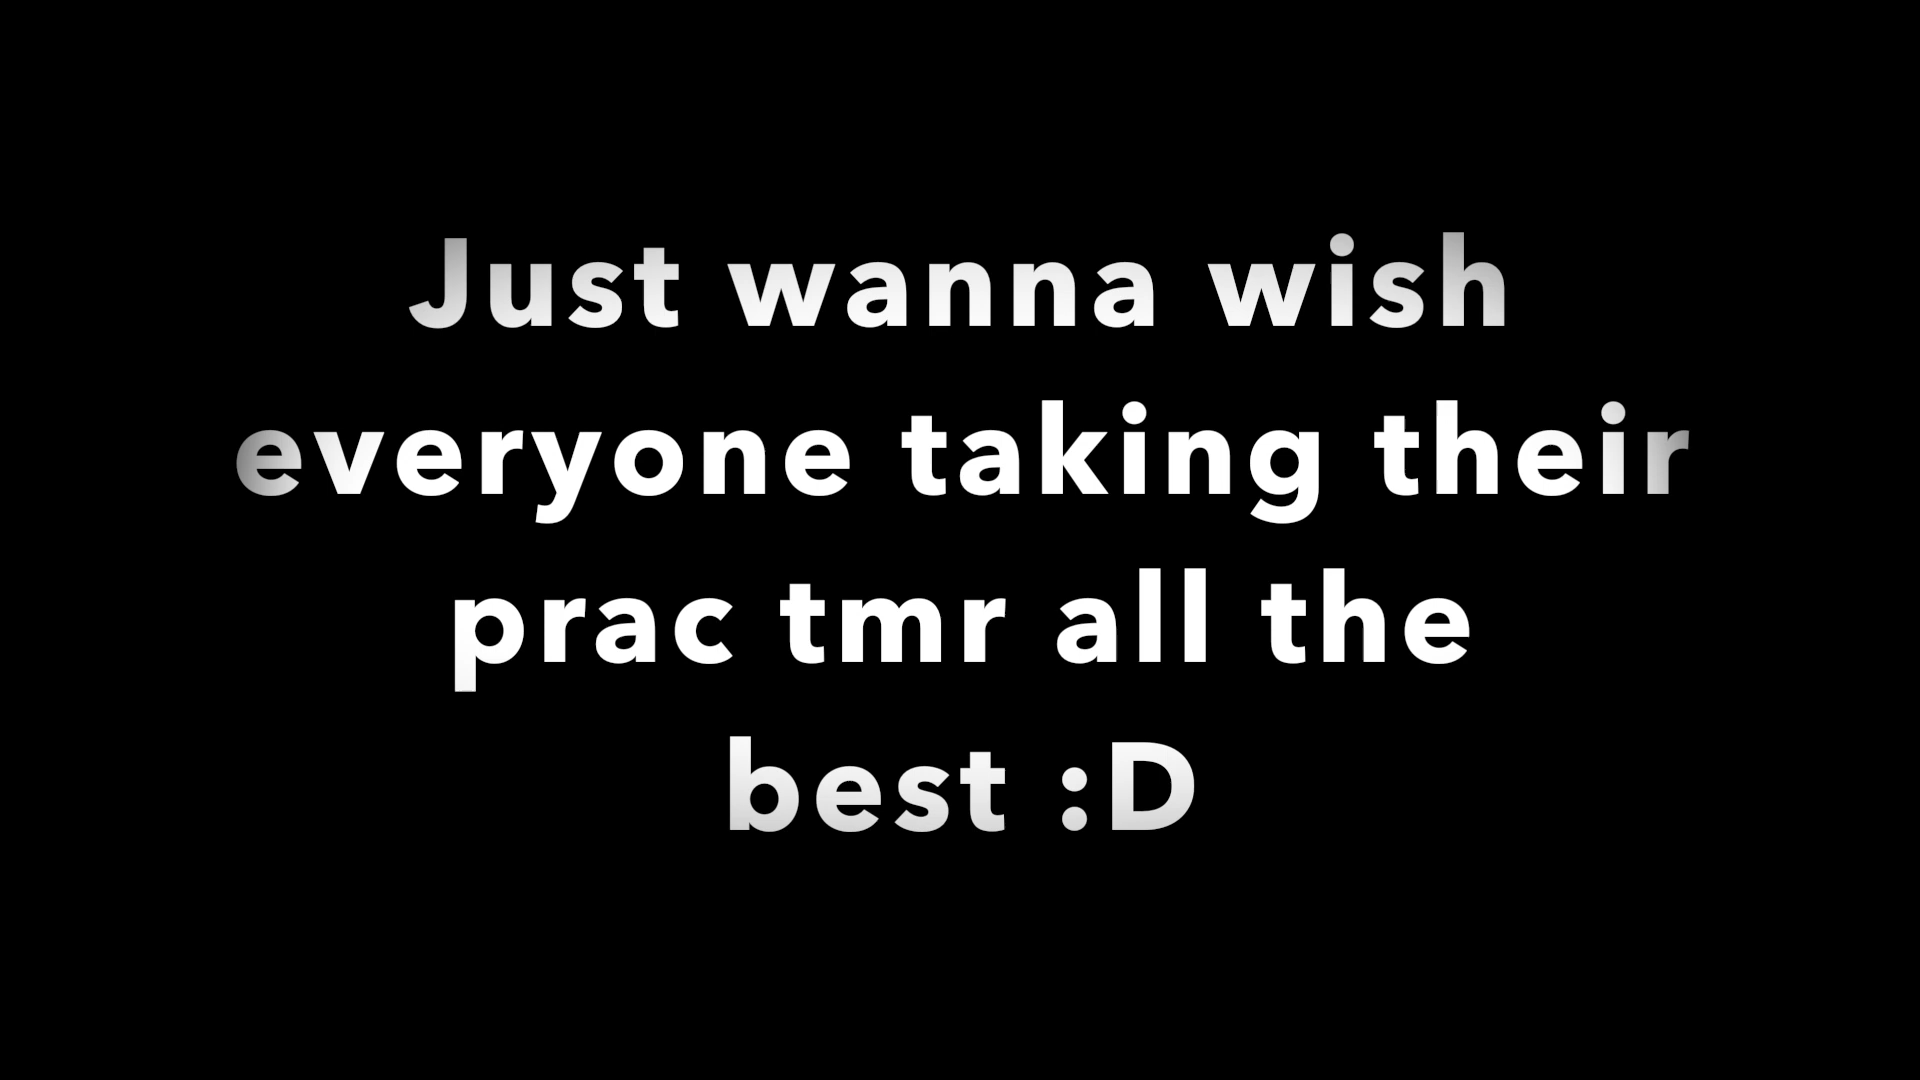 Just wanna wish
everyone taking their
prac tmr all the
best :D